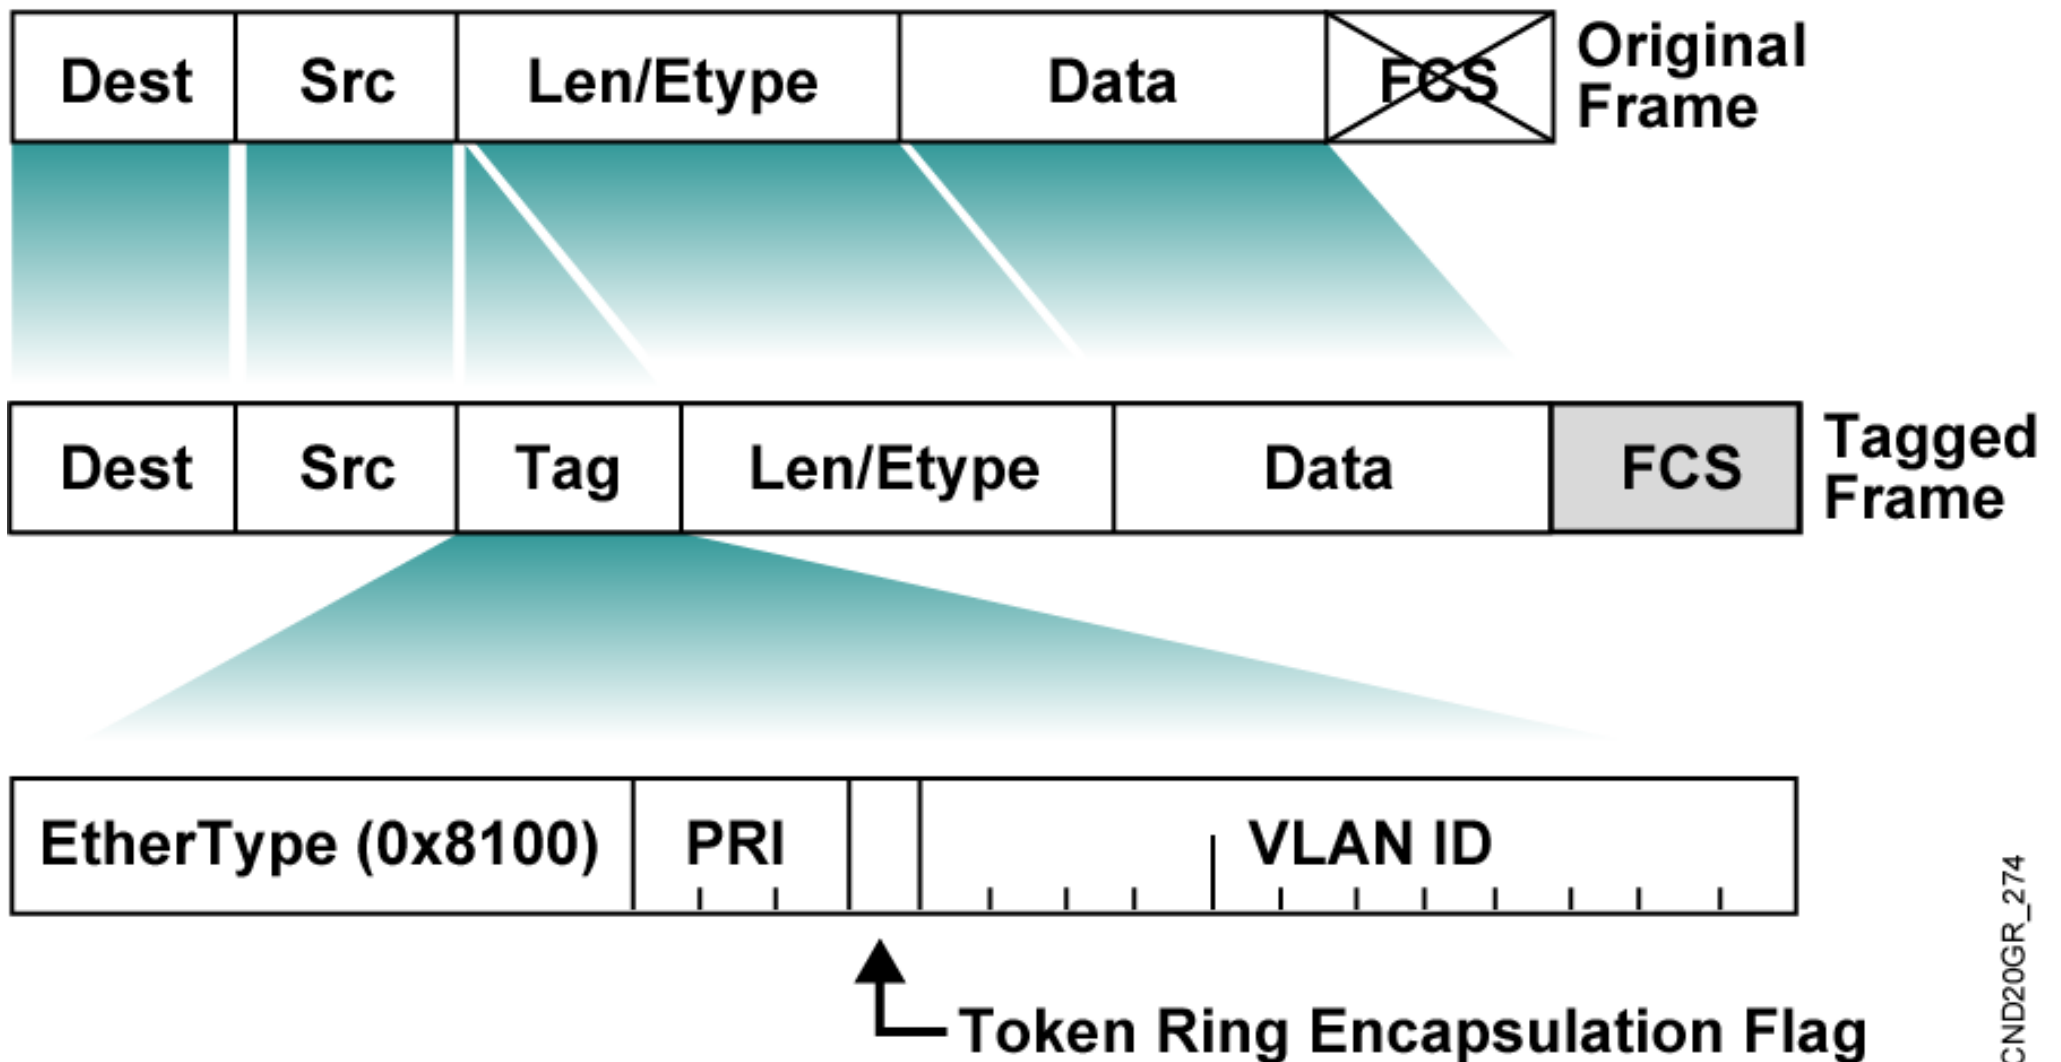 Dest Src Len/Etype Data FCS Original
Frame
Dest Src Tag Len/Etype Data FCS Tagged
Frame
EtherType (0x8100) PRI VLAN ID
Token Ring Encapsulation Flag
CND20GR_274